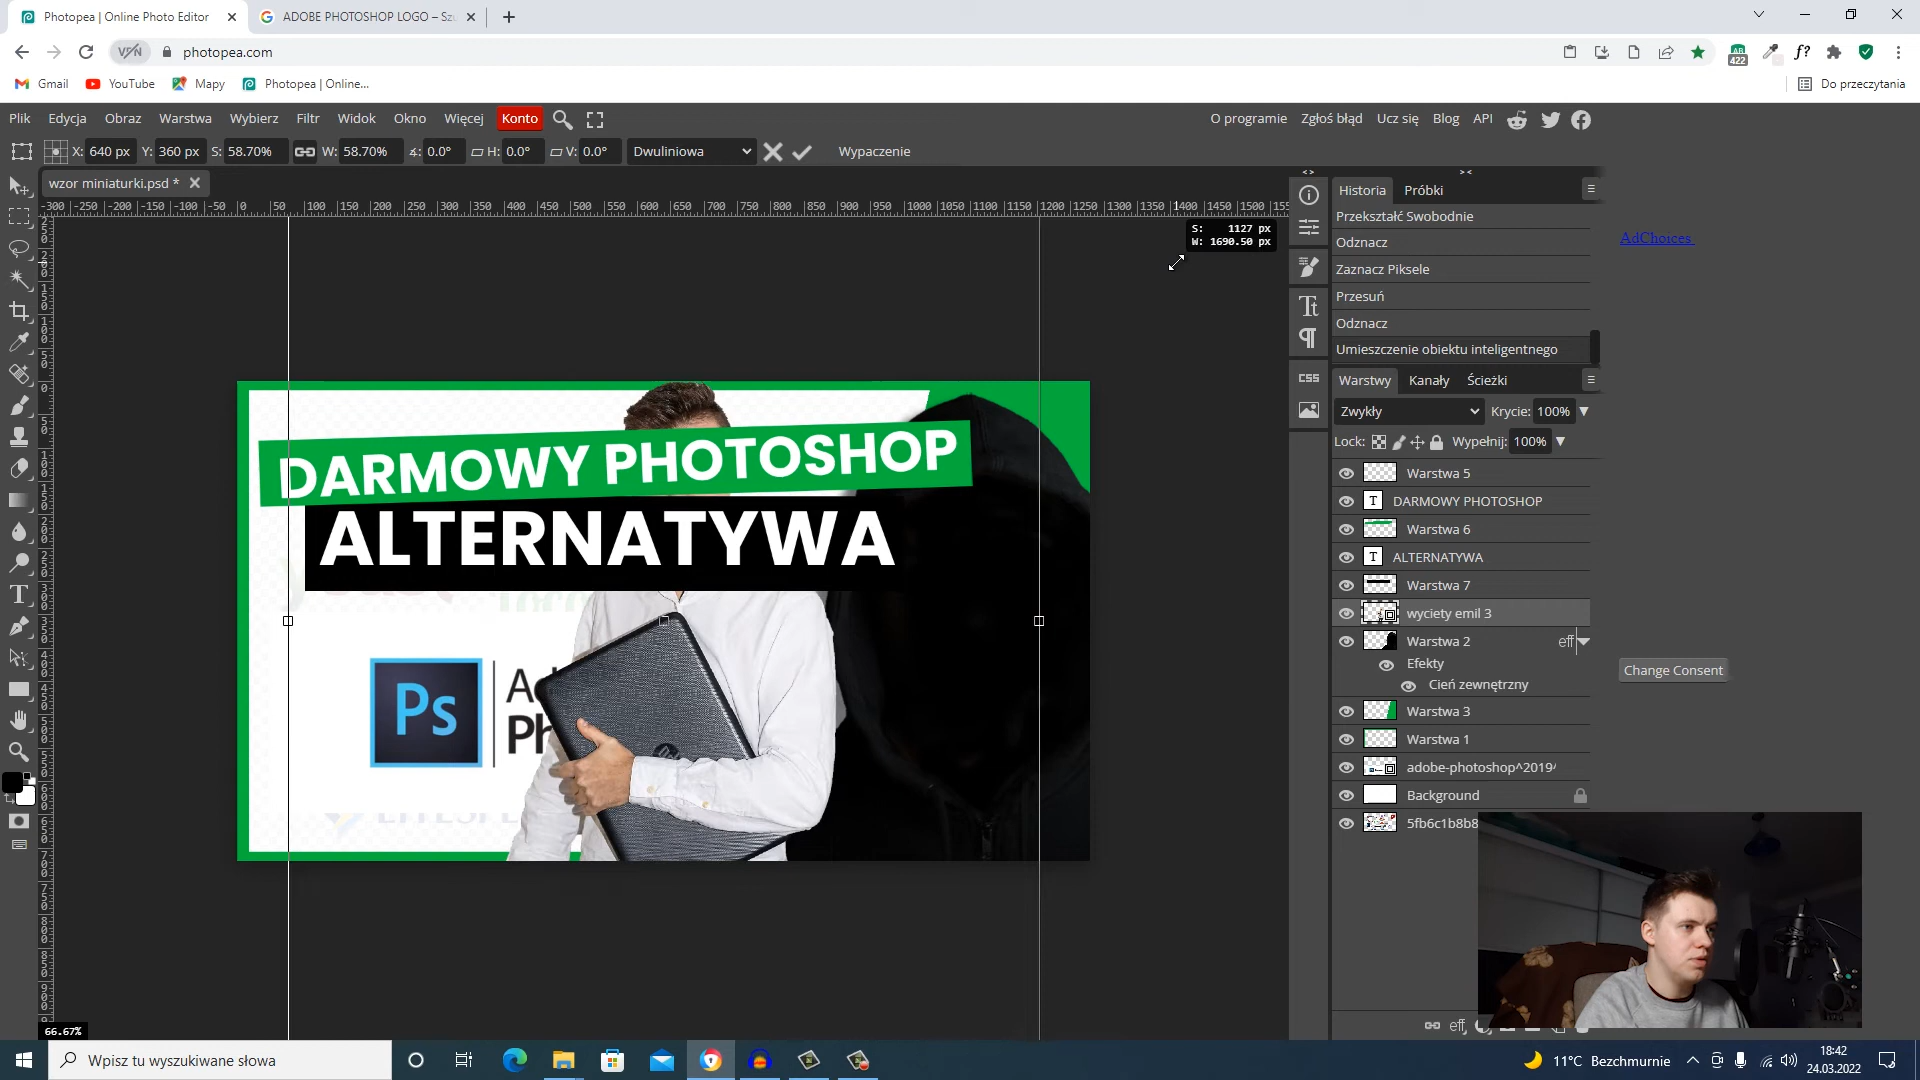 Photopea | Online Photo Editor
ADOBE PHOTOSHOP LOGO – Szu
VPN
photopea.com
AB
422
f?
Gmail
YouTube
Mapy
Photopea | Online...
Do przeczytania
Plik Edycja Obraz Warstwa Wybierz Filtr Widok Okno Więcej Konto
O programie Zgłoś błąd Ucz się Blog API
X: 640 px Y: 360 px S: 58.70% W: 58.70% 0.0° H: 0.0° V: 0.0° Dwuliniowa Wypaczenie
wzor miniaturki.psd *
-300 -250 -200 -150 -100 -50 0 50 100 150 200 250 300 350 400 450 500 550 600 650 700 750 800 850 900 950 1000 1050 1100 1150 1200 1250 1300 1350 1400 1450 1500 155
S: 1127 px
W: 1690.50 px
Historia Próbki
Przekształć Swobodnie
Odznacz
Zaznacz Piksele
Przesuń
Odznacz
Umieszczenie obiektu inteligentnego
AdChoices
Warstwy Kanały Ścieżki
Zwykły Krycie: 100%
Lock: Wypełnij: 100%
Warstwa 5
DARMOWY PHOTOSHOP
Warstwa 6
ALTERNATYWA
Warstwa 7
wyciety emil 3
Warstwa 2 eff
Efekty
Cień zewnętrzny
Warstwa 3
Warstwa 1
adobe-photoshop^2019^
Background
5fb6c1b8b8
CSS
Change Consent
DARMOWY PHOTOSHOP
ALTERNATYWA
Ps
Ad
Ph
eff
66.67%
Wpisz tu wyszukiwane słowa
11°C Bezchmurnie
18:42
24.03.2022